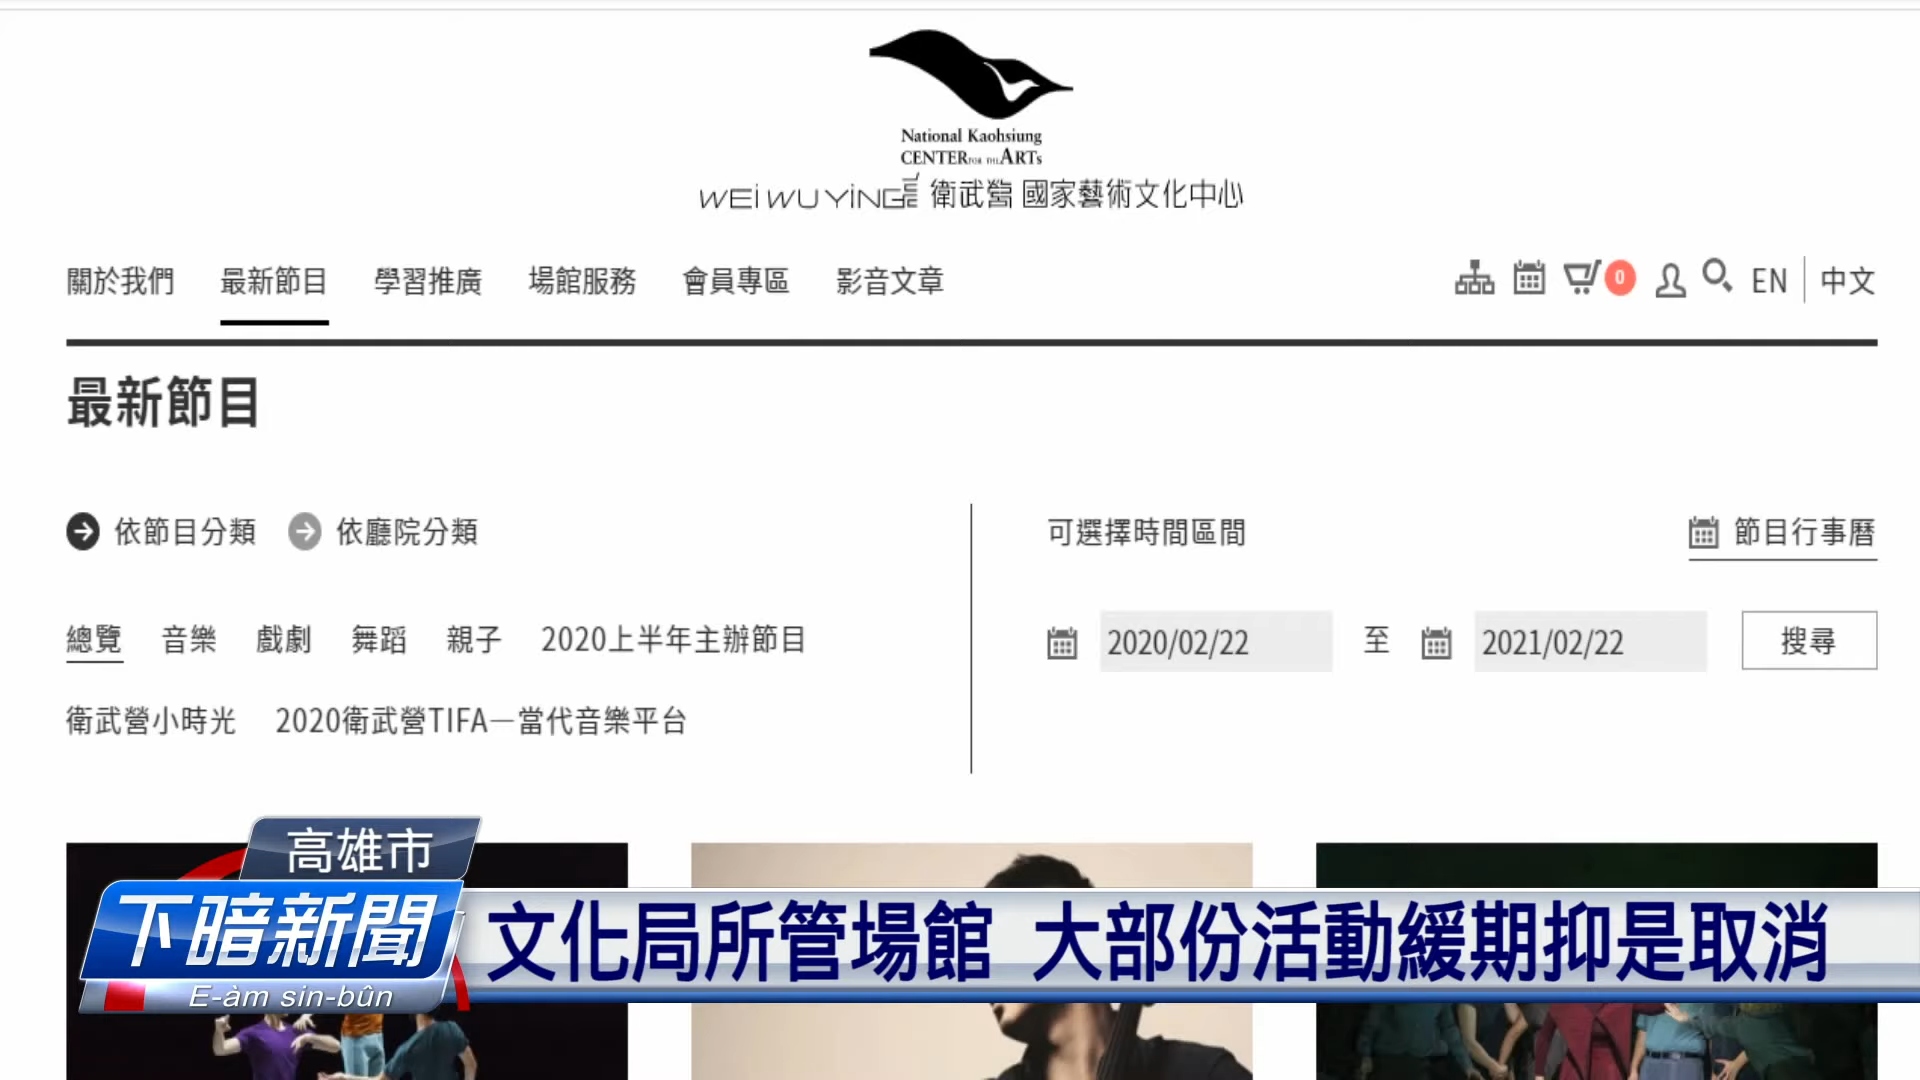 National Kaohsiung
CENTER FOR THE ARTs
WEIWUYING 衛武營 國家藝術文化中心
關於我們 最新節目 學習推廣 場館服務 會員專區 影音文章 0 EN 中文
最新節目
依節目分類 依廳院分類 可選擇時間區間 節目行事曆
總覽 音樂 戲劇 舞蹈 親子 2020上半年主辦節目 2020/02/22 至 2021/02/22 搜尋
衛武營小時光 2020衛武營TIFA—當代音樂平台
高雄市
下暗新聞 文化局所管場館 大部份活動緩期抑是取消
E-àm sin-bûn